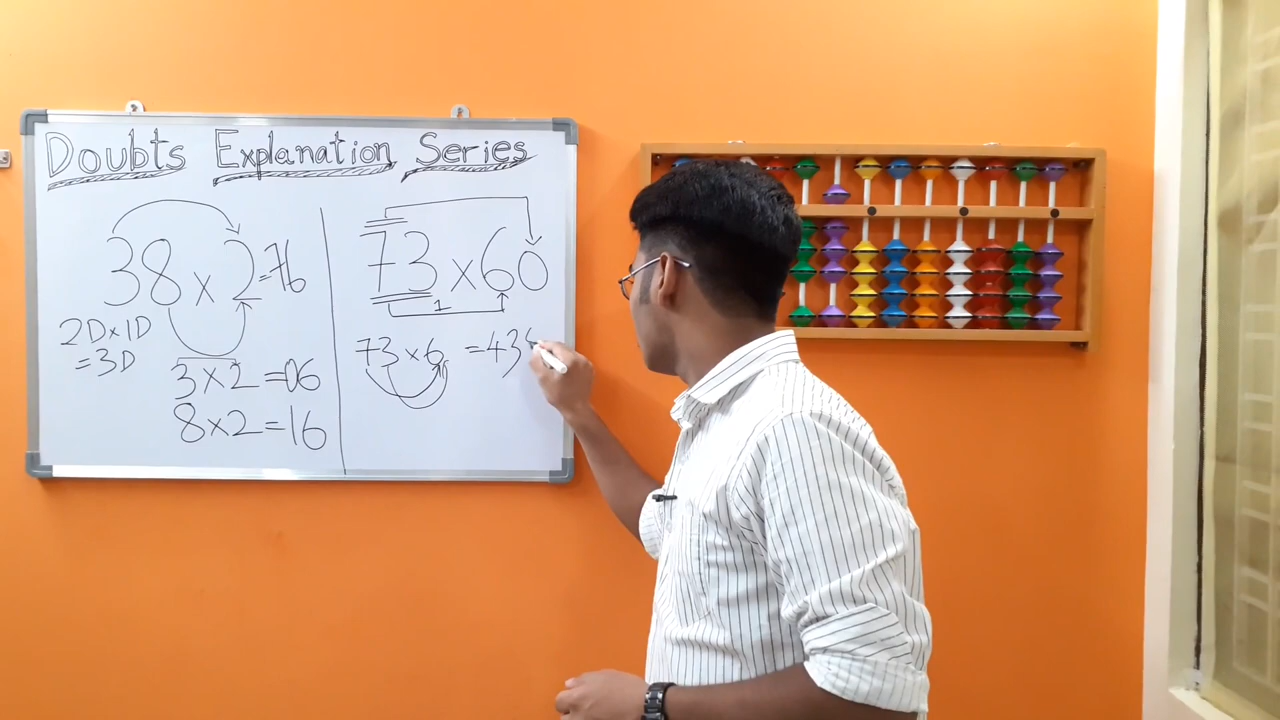 Doubts Explanation Series
38 x 2 = 76
2D x 1D
= 3D
3 x 2 = 06
8 x 2 = 16
73 x 60
1
73 x 6 = 43